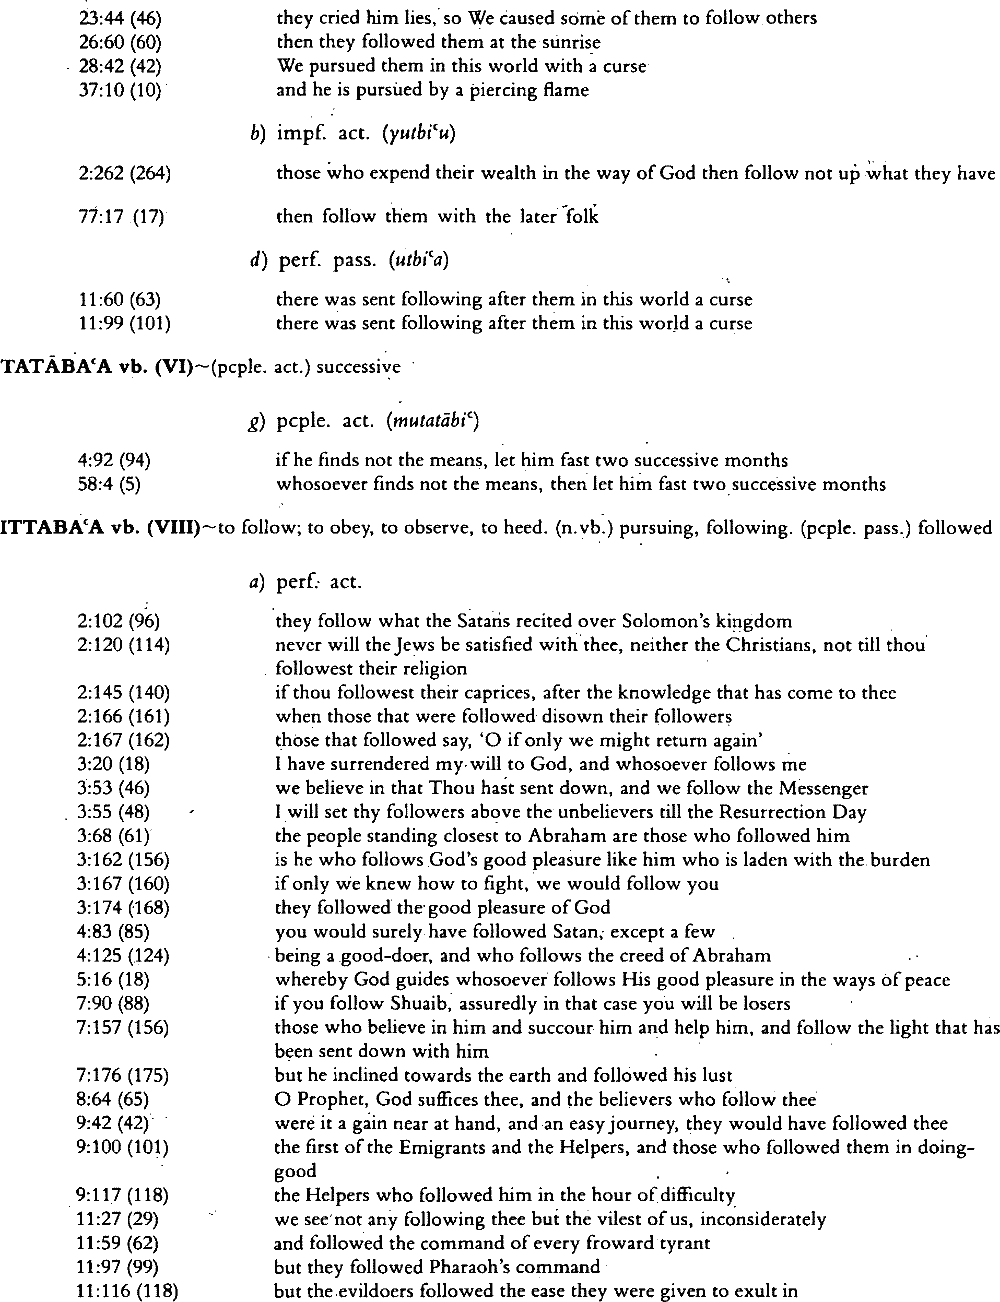 23:44 (46) they cried him lies, so We caused some of them to follow others
26:60 (60) then they followed them at the sunrise
28:42 (42) We pursued them in this world with a curse
37:10 (10) and he is pursued by a piercing flame
b) impf. act. (yutbiʿu)
2:262 (264) those who expend their wealth in the way of God then follow not up what they have
77:17 (17) then follow them with the later folk
d) perf. pass. (utbiʿa)
11:60 (63) there was sent following after them in this world a curse
11:99 (101) there was sent following after them in this world a curse
TATĀBAʿA vb. (VI)~(pcple. act.) successive
g) pcple. act. (mutatābiʿ)
4:92 (94) if he finds not the means, let him fast two successive months
58:4 (5) whosoever finds not the means, then let him fast two successive months
ITTABAʿA vb. (VIII)~to follow; to obey, to observe, to heed. (n.vb.) pursuing, following. (pcple. pass.) followed
a) perf. act.
2:102 (96) they follow what the Satans recited over Solomon's kingdom
2:120 (114) never will the Jews be satisfied with thee, neither the Christians, not till thou
followest their religion
2:145 (140) if thou followest their caprices, after the knowledge that has come to thee
2:166 (161) when those that were followed disown their followers
2:167 (162) those that followed say, 'O if only we might return again'
3:20 (18) I have surrendered my will to God, and whosoever follows me
3:53 (46) we believe in that Thou hast sent down, and we follow the Messenger
3:55 (48) I will set thy followers above the unbelievers till the Resurrection Day
3:68 (61) the people standing closest to Abraham are those who followed him
3:162 (156) is he who follows God's good pleasure like him who is laden with the burden
3:167 (160) if only we knew how to fight, we would follow you
3:174 (168) they followed the good pleasure of God
4:83 (85) you would surely have followed Satan, except a few
4:125 (124) being a good-doer, and who follows the creed of Abraham
5:16 (18) whereby God guides whosoever follows His good pleasure in the ways of peace
7:90 (88) if you follow Shuaib, assuredly in that case you will be losers
7:157 (156) those who believe in him and succour him and help him, and follow the light that has
been sent down with him
7:176 (175) but he inclined towards the earth and followed his lust
8:64 (65) O Prophet, God suffices thee, and the believers who follow thee
9:42 (42) were it a gain near at hand, and an easy journey, they would have followed thee
9:100 (101) the first of the Emigrants and the Helpers, and those who followed them in doing-
good
9:117 (118) the Helpers who followed him in the hour of difficulty
11:27 (29) we see not any following thee but the vilest of us, inconsiderately
11:59 (62) and followed the command of every froward tyrant
11:97 (99) but they followed Pharaoh's command
11:116 (118) but the evildoers followed the ease they were given to exult in